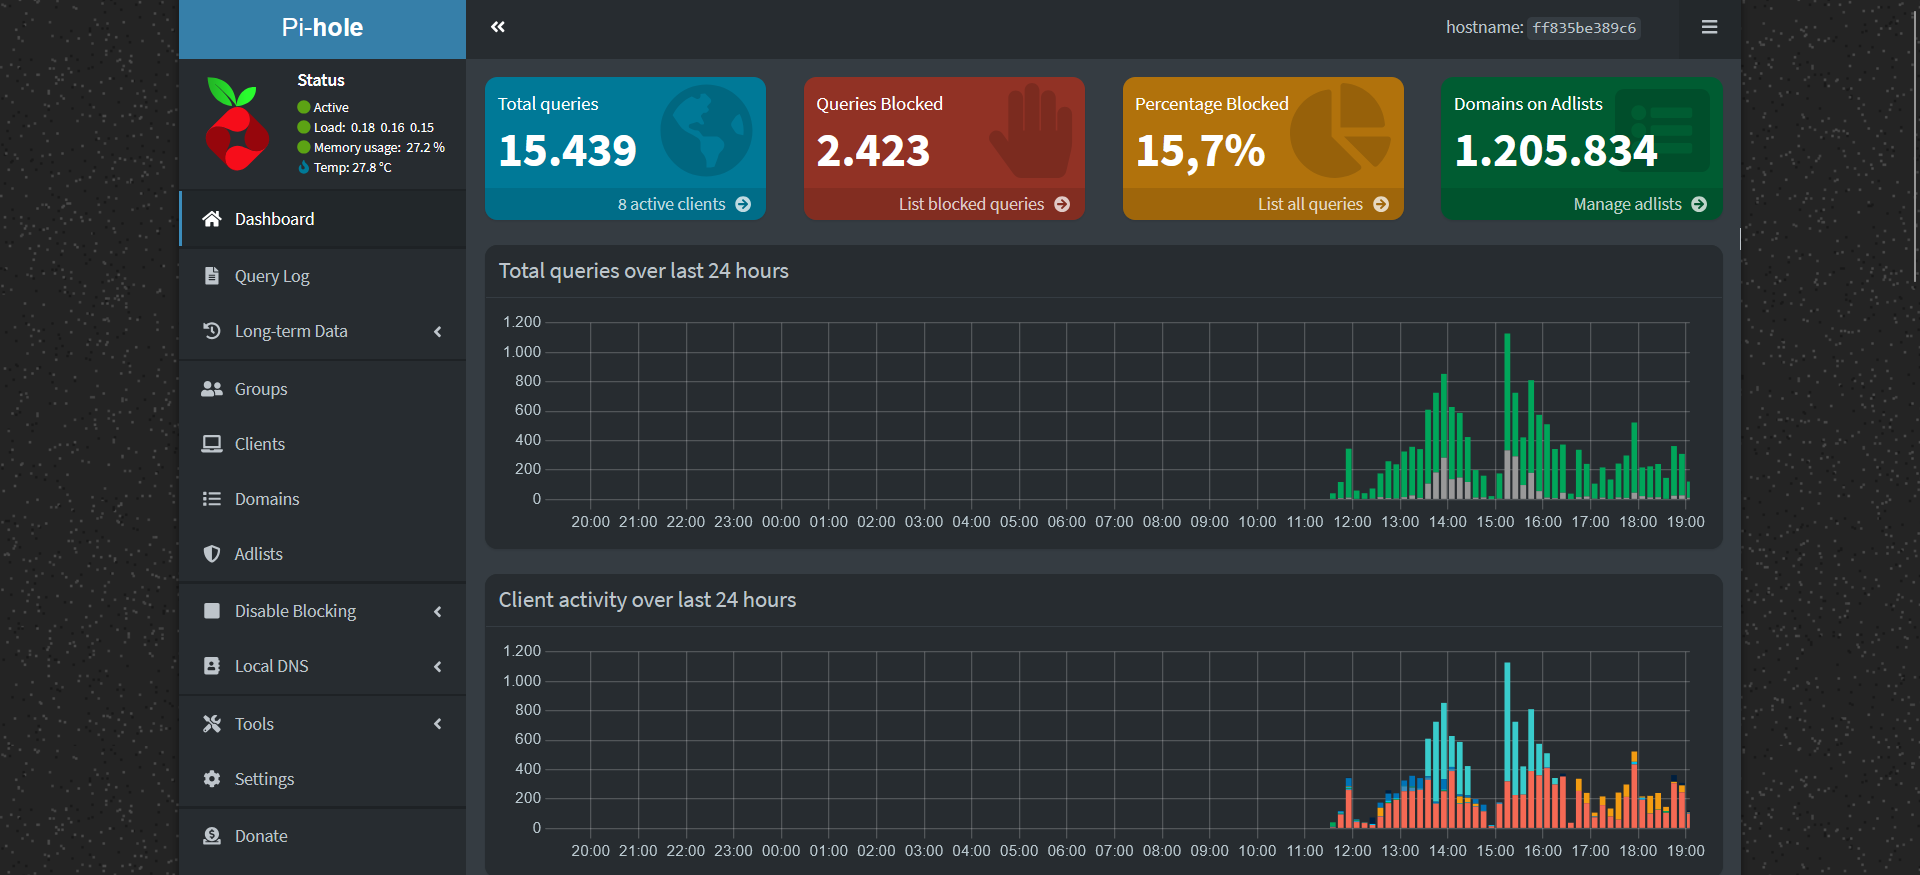 Pi-hole
hostname: ff835be389c6
Status
Active
Load: 0.18 0.16 0.15
Memory usage: 27.2 %
Temp: 27.8 °C
Dashboard
Query Log
Long-term Data
Groups
Clients
Domains
Adlists
Disable Blocking
Local DNS
Tools
Settings
Donate
Total queries
15.439
8 active clients
Queries Blocked
2.423
List blocked queries
Percentage Blocked
15,7%
List all queries
Domains on Adlists
1.205.834
Manage adlists
Total queries over last 24 hours
1.200
1.000
800
600
400
200
0
20:00 21:00 22:00 23:00 00:00 01:00 02:00 03:00 04:00 05:00 06:00 07:00 08:00 09:00 10:00 11:00 12:00 13:00 14:00 15:00 16:00 17:00 18:00 19:00
Client activity over last 24 hours
1.200
1.000
800
600
400
200
0
20:00 21:00 22:00 23:00 00:00 01:00 02:00 03:00 04:00 05:00 06:00 07:00 08:00 09:00 10:00 11:00 12:00 13:00 14:00 15:00 16:00 17:00 18:00 19:00